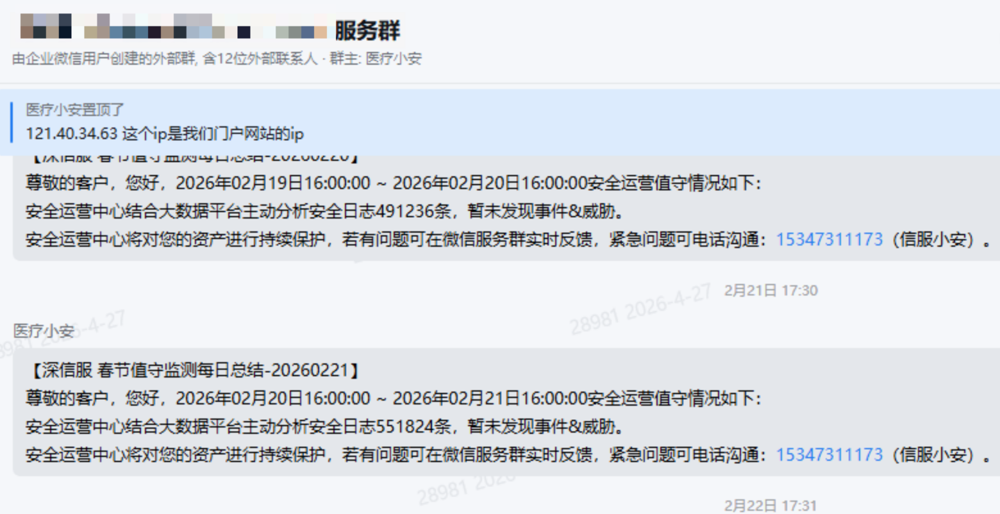 服务群
由企业微信用户创建的外部群, 含12位外部联系人 · 群主: 医疗小安
医疗小安置顶了
121.40.34.63 这个ip是我们门户网站的ip
【深信服 春节值守监测每日总结-20260220】
尊敬的客户，您好，2026年02月19日16:00:00 ~ 2026年02月20日16:00:00安全运营值守情况如下：
安全运营中心结合大数据平台主动分析安全日志491236条，暂未发现事件&威胁。
安全运营中心将对您的资产进行持续保护，若有问题可在微信服务群实时反馈，紧急问题可电话沟通：15347311173（信服小安）。
2月21日 17:30
28981 2026-4-27
医疗小安
8981 2026-4-27
【深信服 春节值守监测每日总结-20260221】
尊敬的客户，您好，2026年02月20日16:00:00 ~ 2026年02月21日16:00:00安全运营值守情况如下：
安全运营中心结合大数据平台主动分析安全日志551824条，暂未发现事件&威胁。
安全运营中心将对您的资产进行持续保护，若有问题可在微信服务群实时反馈，紧急问题可电话沟通：15347311173（信服小安）。
28981 2026
2月22日 17:31